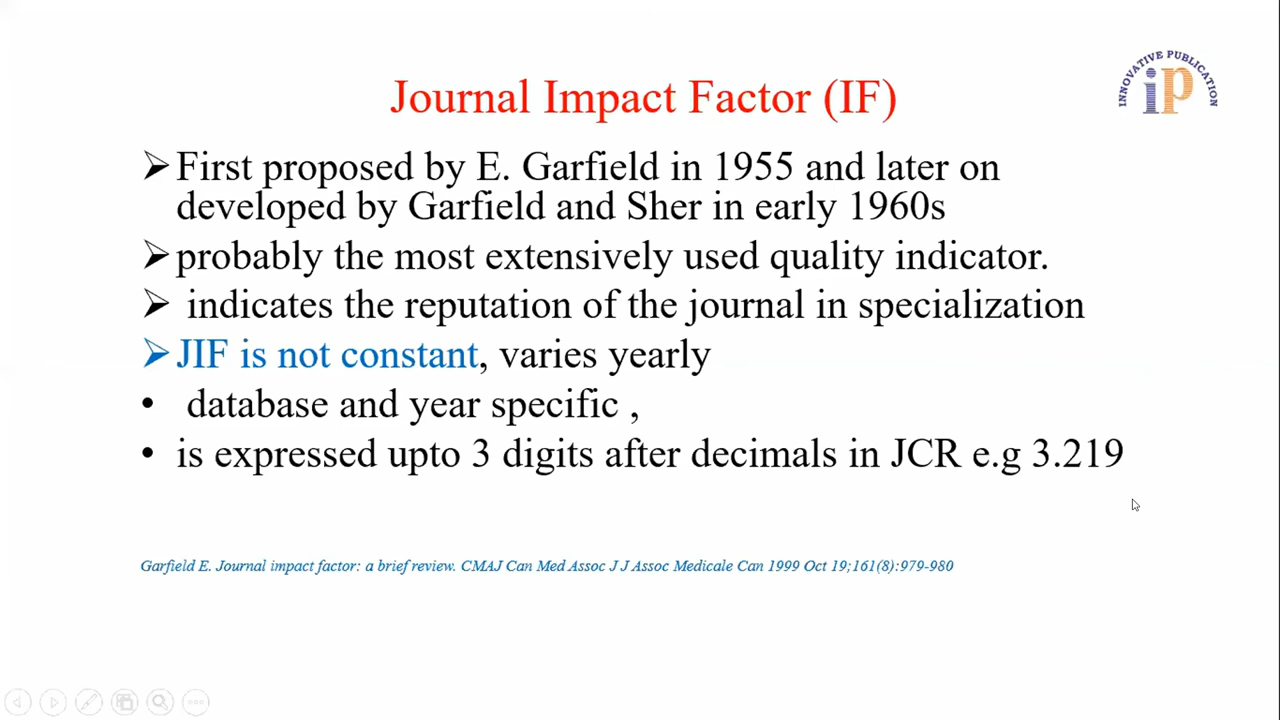 INNOVATIVE PUBLICATION
ip
Journal Impact Factor (IF)
➢First proposed by E. Garfield in 1955 and later on
developed by Garfield and Sher in early 1960s
➢probably the most extensively used quality indicator.
➢ indicates the reputation of the journal in specialization
➢JIF is not constant, varies yearly
• database and year specific ,
• is expressed upto 3 digits after decimals in JCR e.g 3.219
Garfield E. Journal impact factor: a brief review. CMAJ Can Med Assoc J J Assoc Medicale Can 1999 Oct 19;161(8):979-980